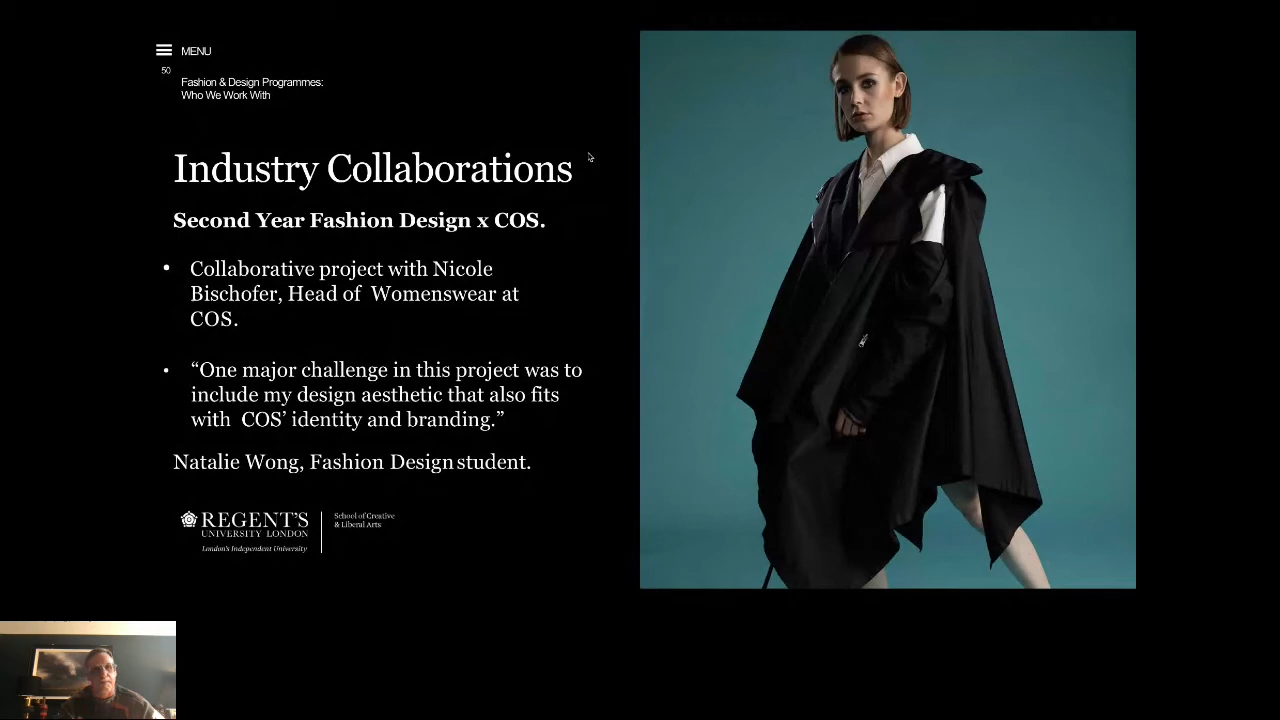 MENU
50
Fashion & Design Programmes:
Who We Work With
Industry Collaborations
Second Year Fashion Design x COS.
• Collaborative project with Nicole
Bischofer, Head of Womenswear at
COS.
• “One major challenge in this project was to
include my design aesthetic that also fits
with COS’ identity and branding.”
Natalie Wong, Fashion Design student.
REGENT'S
UNIVERSITY LONDON
London's Independent University
School of Creative
& Liberal Arts